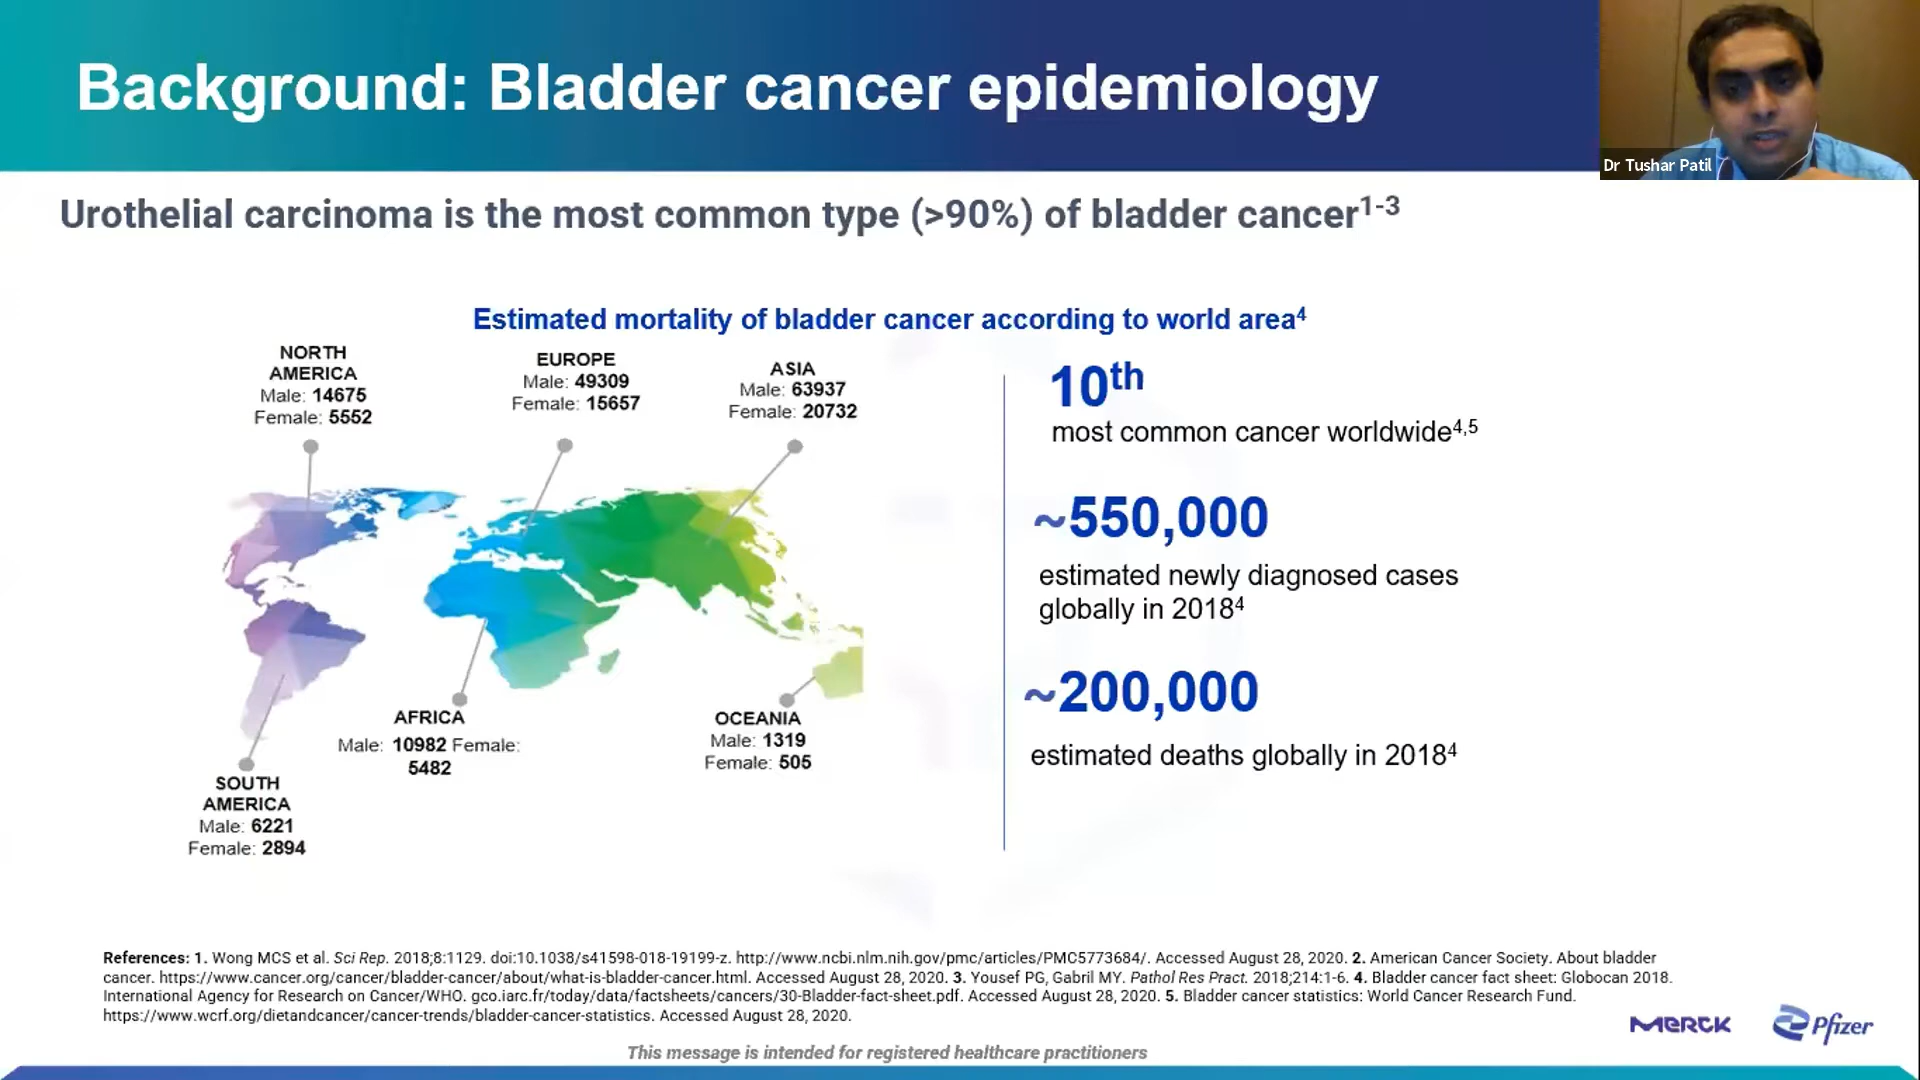 Background: Bladder cancer epidemiology
Dr Tushar Patil
Urothelial carcinoma is the most common type (>90%) of bladder cancer1-3
Estimated mortality of bladder cancer according to world area4
NORTH
AMERICA
Male: 14675
Female: 5552
EUROPE
Male: 49309
Female: 15657
ASIA
Male: 63937
Female: 20732
AFRICA
Male: 10982 Female:
5482
OCEANIA
Male: 1319
Female: 505
SOUTH
AMERICA
Male: 6221
Female: 2894
10th
most common cancer worldwide4,5
~550,000
estimated newly diagnosed cases
globally in 20184
~200,000
estimated deaths globally in 20184
References: 1. Wong MCS et al. Sci Rep. 2018;8:1129. doi:10.1038/s41598-018-19199-z. http://www.ncbi.nlm.nih.gov/pmc/articles/PMC5773684/. Accessed August 28, 2020. 2. American Cancer Society. About bladder
cancer. https://www.cancer.org/cancer/bladder-cancer/about/what-is-bladder-cancer.html. Accessed August 28, 2020. 3. Yousef PG, Gabril MY. Pathol Res Pract. 2018;214:1-6. 4. Bladder cancer fact sheet: Globocan 2018.
International Agency for Research on Cancer/WHO. gco.iarc.fr/today/data/factsheets/cancers/30-Bladder-fact-sheet.pdf. Accessed August 28, 2020. 5. Bladder cancer statistics: World Cancer Research Fund.
https://www.wcrf.org/dietandcancer/cancer-trends/bladder-cancer-statistics. Accessed August 28, 2020.
MERCK
Pfizer
This message is intended for registered healthcare practitioners